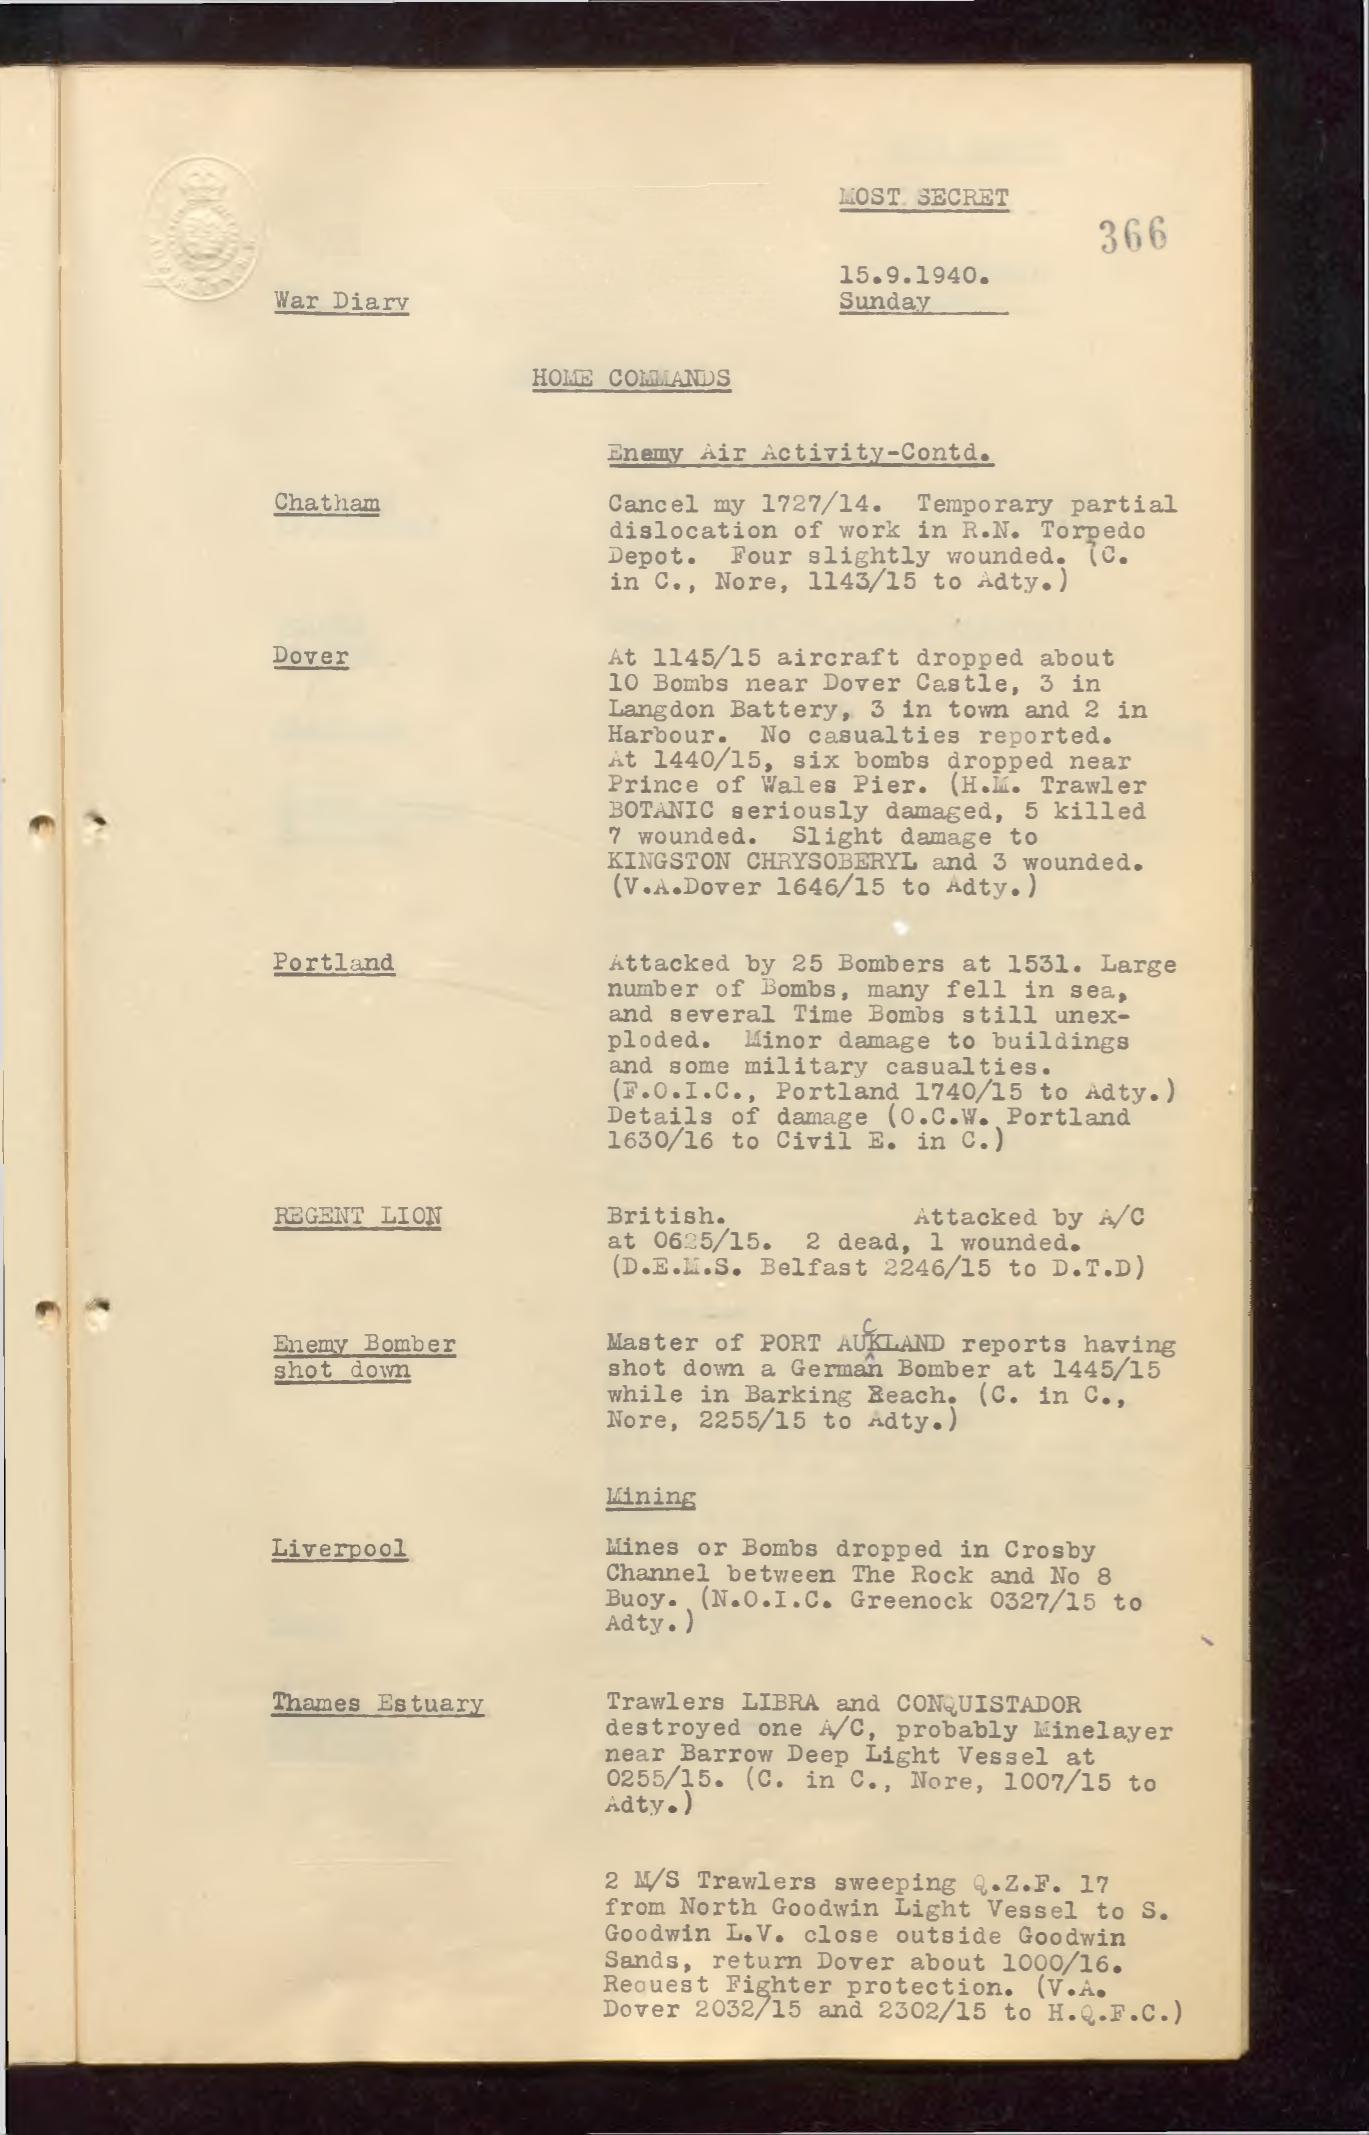 MOST SECRET
366
15.9.1940.
War Diary
Sunday
HOME COMMANDS
Enemy Air Activity-Contd.
Chatham
Cancel my 1727/14. Temporary partial
dislocation of work in R.N. Torpedo
Depot. Four slightly wounded. (C.
in C., Nore, 1143/15 to Adty.)
Dover
At 1145/15 aircraft dropped about
10 Bombs near Dover Castle, 3 in
Langdon Battery, 3 in town and 2 in
Harbour. No casualties reported.
At 1440/15, six bombs dropped near
Prince of Wales Pier. (H.M. Trawler
BOTANIC seriously damaged, 5 killed
7 wounded. Slight damage to
KINGSTON CHRYSOBERYL and 3 wounded.
(V.A.Dover 1646/15 to Adty.)
Portland
Attacked by 25 Bombers at 1531. Large
number of Bombs, many fell in sea,
and several Time Bombs still unex-
ploded. Minor damage to buildings
and some military casualties.
(F.O.I.C., Portland 1740/15 to Adty.)
Details of damage (O.C.W. Portland
1630/16 to Civil E. in C.)
REGENT LION
British. Attacked by A/C
at 0625/15. 2 dead, 1 wounded.
(D.E.M.S. Belfast 2246/15 to D.T.D)
Enemy Bomber
shot down
Master of PORT AUCKLAND reports having
shot down a German Bomber at 1445/15
while in Barking Reach. (C. in C.,
Nore, 2255/15 to Adty.)
Mining
Liverpool
Mines or Bombs dropped in Crosby
Channel between The Rock and No 8
Buoy. (N.O.I.C. Greenock 0327/15 to
Adty.)
Thames Estuary
Trawlers LIBRA and CONQUISTADOR
destroyed one A/C, probably Minelayer
near Barrow Deep Light Vessel at
0255/15. (C. in C., Nore, 1007/15 to
Adty.)
2 M/S Trawlers sweeping Q.Z.F. 17
from North Goodwin Light Vessel to S.
Goodwin L.V. close outside Goodwin
Sands, return Dover about 1000/16.
Request Fighter protection. (V.A.
Dover 2032/15 and 2302/15 to H.Q.F.C.)